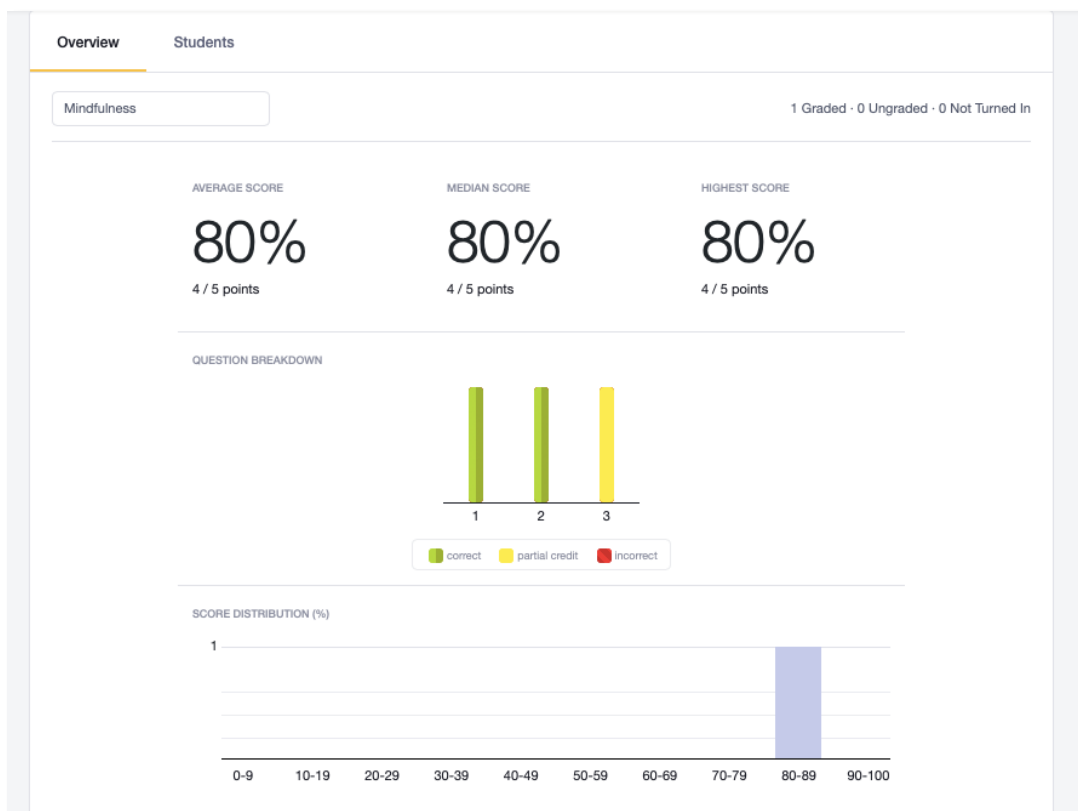 Overview Students
Mindfulness 1 Graded · 0 Ungraded · 0 Not Turned In
AVERAGE SCORE MEDIAN SCORE HIGHEST SCORE
80% 80% 80%
4 / 5 points 4 / 5 points 4 / 5 points
QUESTION BREAKDOWN
1 2 3
correct partial credit incorrect
SCORE DISTRIBUTION (%)
1
0-9 10-19 20-29 30-39 40-49 50-59 60-69 70-79 80-89 90-100